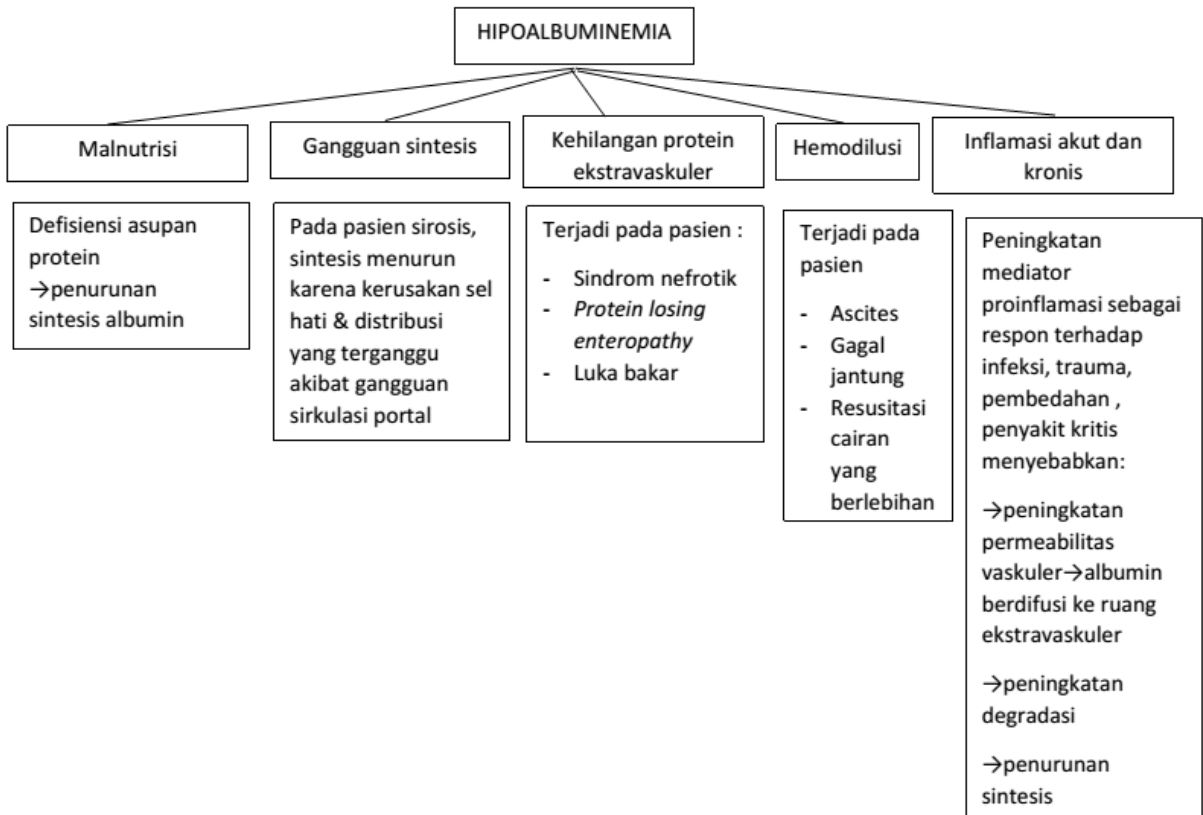 HIPOALBUMINEMIA
Malnutrisi
Defisiensi asupan
protein
→penurunan
sintesis albumin
Gangguan sintesis
Pada pasien sirosis,
sintesis menurun
karena kerusakan sel
hati & distribusi
yang terganggu
akibat gangguan
sirkulasi portal
Kehilangan protein
ekstravaskuler
Terjadi pada pasien :
- Sindrom nefrotik
- Protein losing
enteropathy
- Luka bakar
Hemodilusi
Terjadi pada
pasien
- Ascites
- Gagal
jantung
- Resusitasi
cairan
yang
berlebihan
Inflamasi akut dan
kronis
Peningkatan
mediator
proinflamasi sebagai
respon terhadap
infeksi, trauma,
pembedahan ,
penyakit kritis
menyebabkan:
→peningkatan
permeabilitas
vaskuler→albumin
berdifusi ke ruang
ekstravaskuler
→peningkatan
degradasi
→penurunan
sintesis